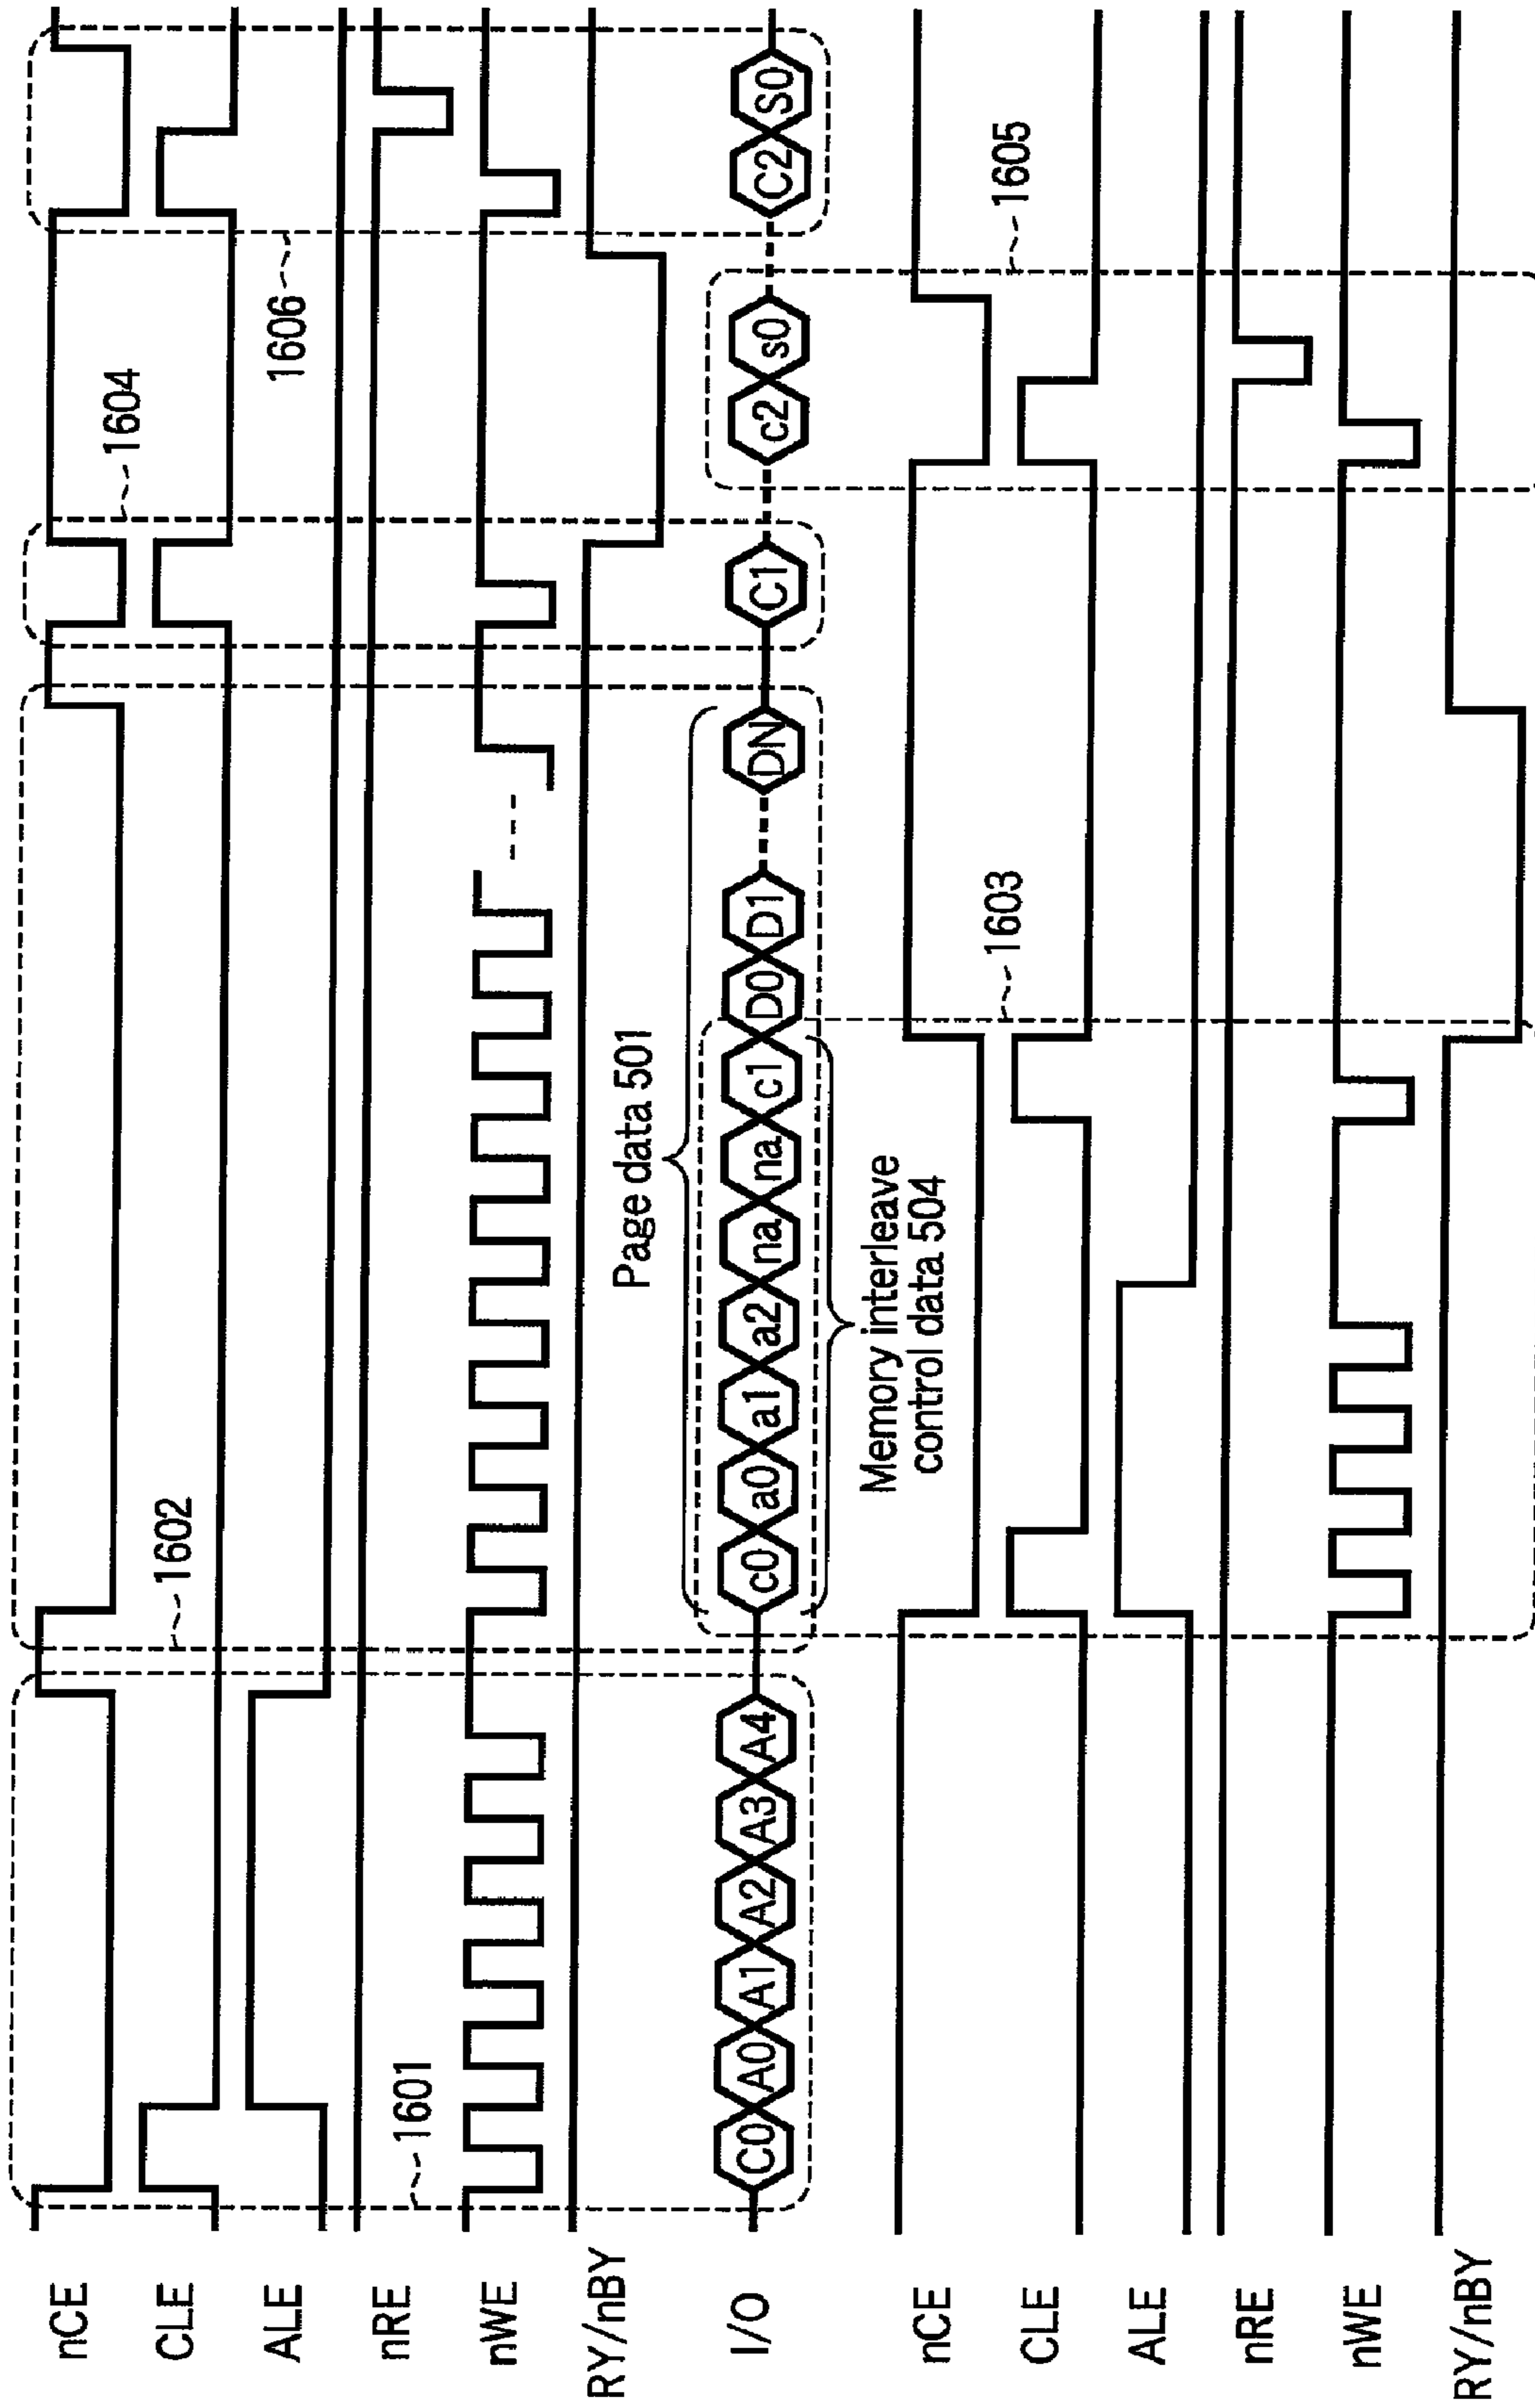 nCE
CLE
ALE
nRE
nWE
RY/nBY
I/O
nCE
CLE
ALE
nRE
nWE
RY/nBY
1601
1602
1604
1606
C0 A0 A1 A2 A3 A4
Page data 501
c0 a0 a1 a2 na na c1 D0 D1 DN
C1
c2 s0
C2 S0
Memory interleave
control data 504
1603
1605